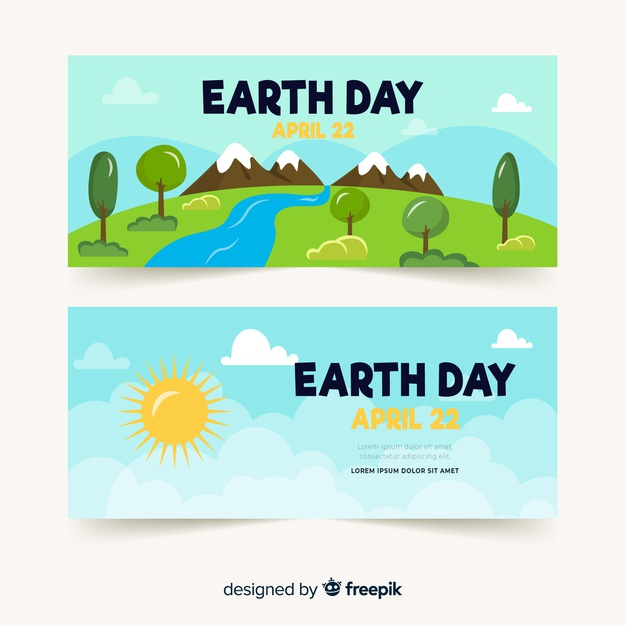 EARTH DAY
APRIL 22
EARTH DAY
APRIL 22
Lorem ipsum dolor sit amet,
consectetur adipiscing elit.
LOREM IPSUM DOLOR SIT AMET
designed by freepik